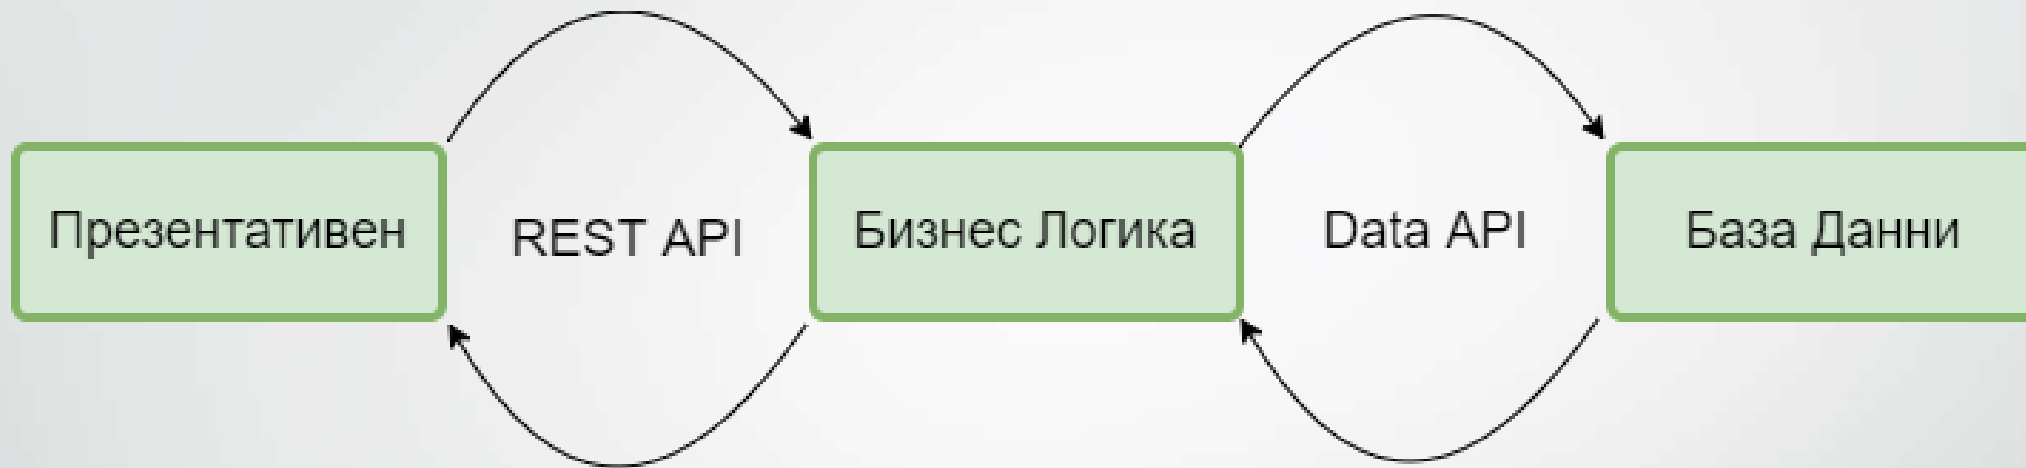 Презентативен
REST API
Бизнес Логика
Data API
База Данни